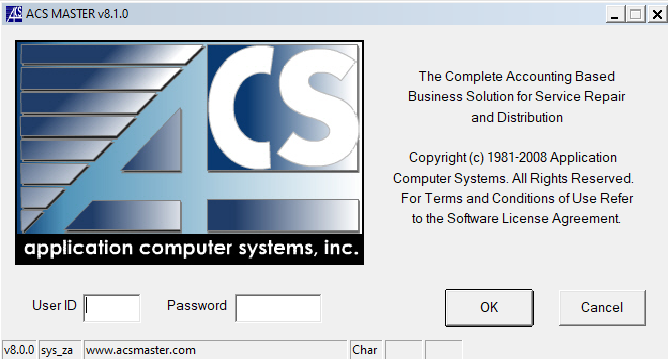 ACS MASTER v8.1.0
ACS
application computer systems, inc.
The Complete Accounting Based
Business Solution for Service Repair
and Distribution
Copyright (c) 1981-2008 Application
Computer Systems. All Rights Reserved.
For Terms and Conditions of Use Refer
to the Software License Agreement.
User ID
Password
OK
Cancel
v8.0.0 sys_za www.acsmaster.com Char